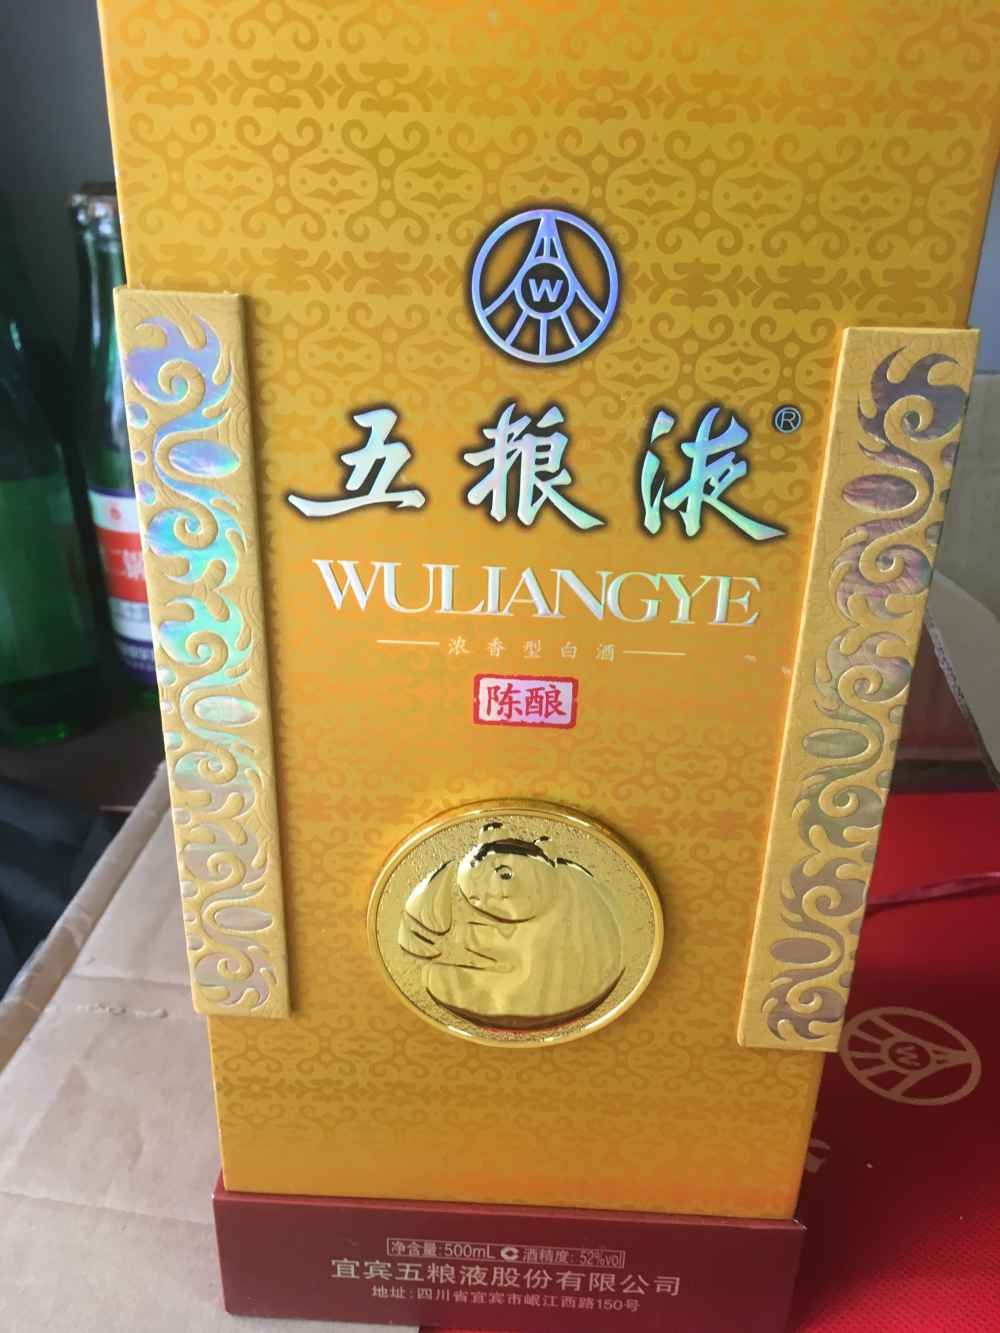 W
五粮液®
WULIANGYE
浓香型白酒
陈酿
W
净含量:500mL C 酒精度:52%vol
宜宾五粮液股份有限公司
地址:四川省宜宾市岷江西路150号